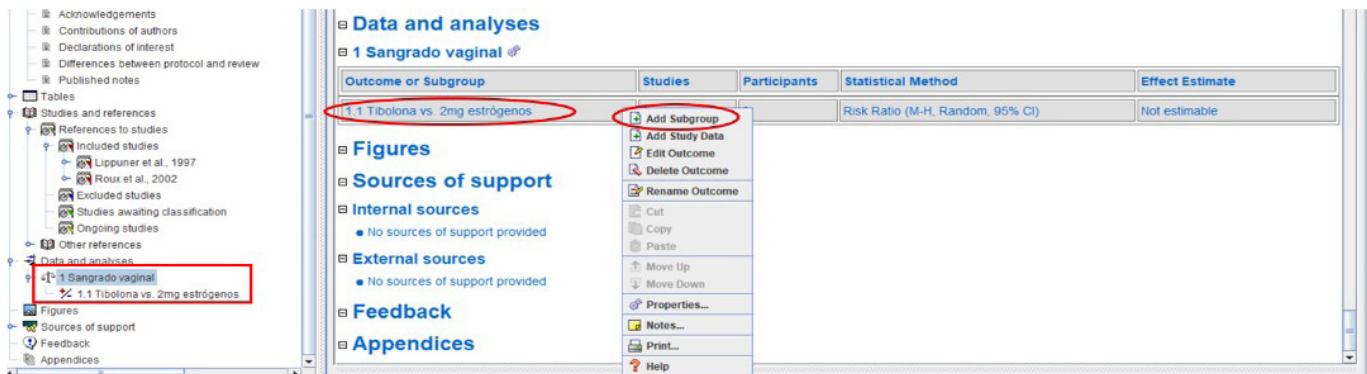 Acknowledgements
Contributions of authors
Declarations of interest
Differences between protocol and review
Published notes
Tables
Studies and references
References to studies
Included studies
Lippuner et al., 1997
Roux et al., 2002
Excluded studies
Studies awaiting classification
Ongoing studies
Other references
Data and analyses
1 Sangrado vaginal
1.1 Tibolona vs. 2mg estrógenos
Figures
Sources of support
Feedback
Appendices
Data and analyses
1 Sangrado vaginal
Outcome or Subgroup Studies Participants Statistical Method Effect Estimate
1.1 Tibolona vs. 2mg estrógenos Risk Ratio (M-H, Random, 95% CI) Not estimable
Add Subgroup
Add Study Data
Edit Outcome
Delete Outcome
Rename Outcome
Cut
Copy
Paste
Move Up
Move Down
Properties...
Notes...
Print...
Help
Figures
Sources of support
Internal sources
No sources of support provided
External sources
No sources of support provided
Feedback
Appendices